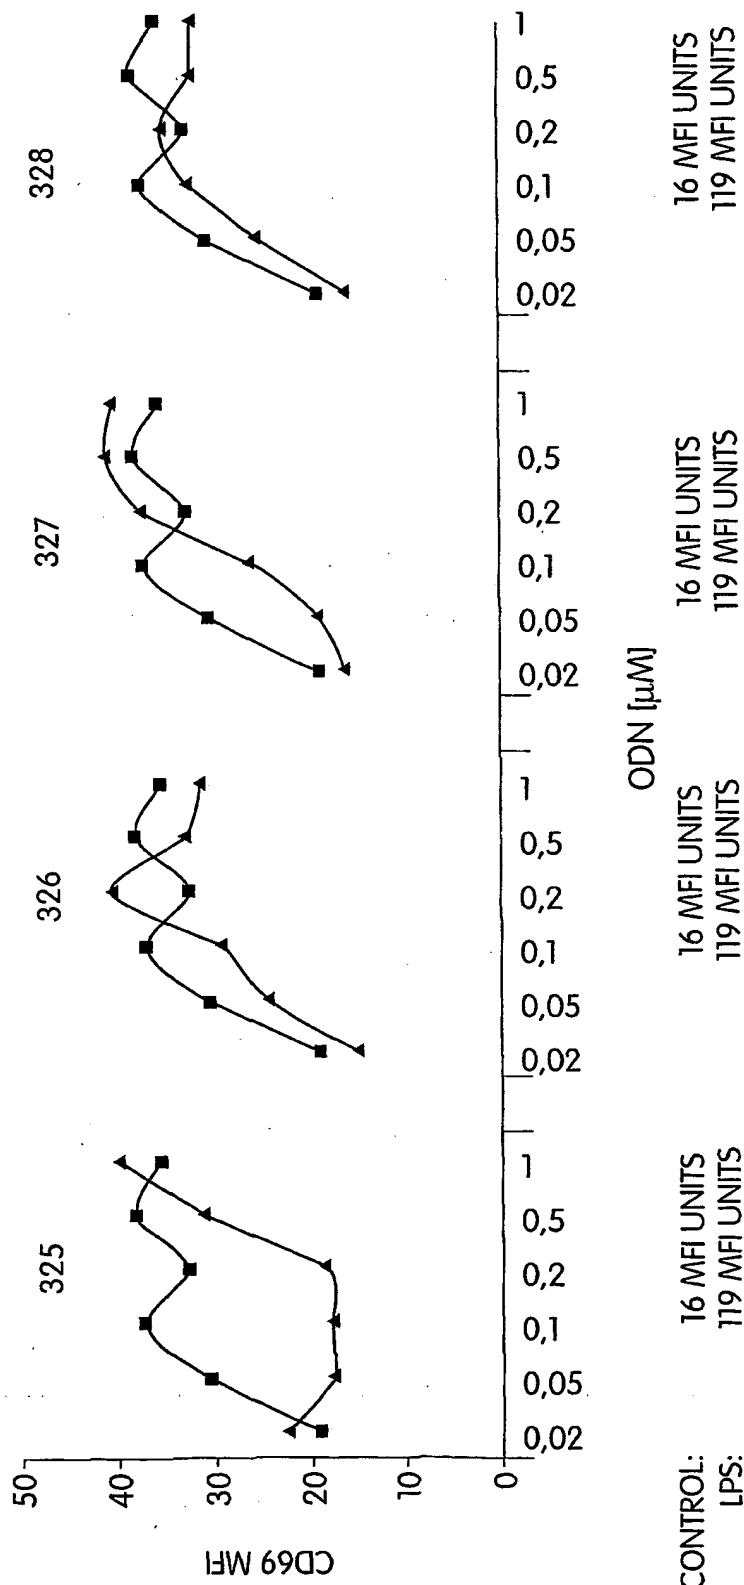 325
326
327
328
CD69 MFI
50
40
30
20
10
0
0,02 0,05 0,1 0,2 0,5 1
0,02 0,05 0,1 0,2 0,5 1
0,02 0,05 0,1 0,2 0,5 1
0,02 0,05 0,1 0,2 0,5 1
ODN [µM]
CONTROL: 16 MFI UNITS 16 MFI UNITS 16 MFI UNITS 16 MFI UNITS
LPS: 119 MFI UNITS 119 MFI UNITS 119 MFI UNITS 119 MFI UNITS